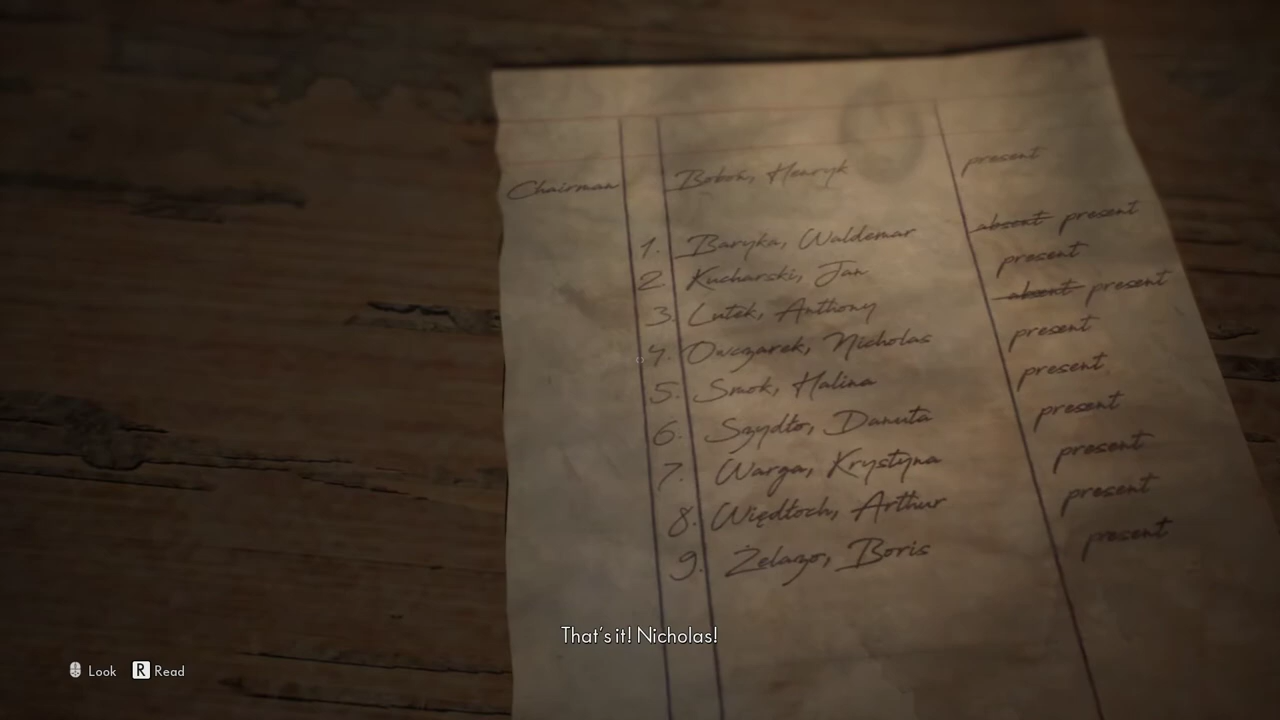 Chairman Boboń, Henryk present
1. Baryka, Waldemar absent present
2. Kucharski, Jan present
3. Lutek, Anthony absent present
4. Owczarek, Nicholas present
5. Smok, Halina present
6. Szydło, Danuta present
7. Warga, Krystyna present
8. Więdłoch, Arthur present
9. Żelazo, Boris present
That's it! Nicholas!
Look R Read